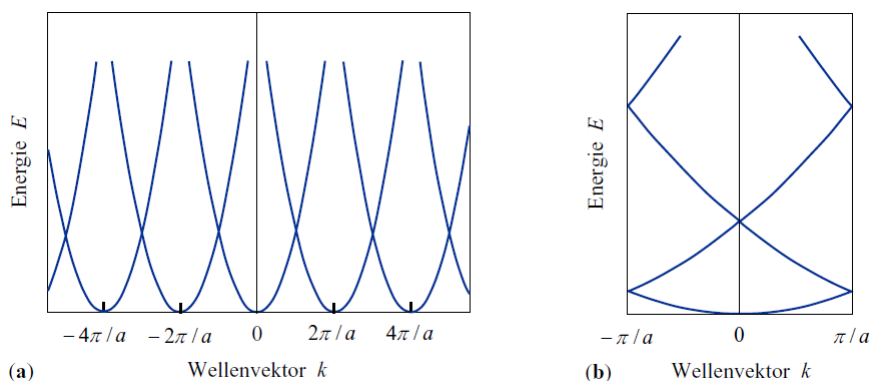 Energie E
− 4π / a
− 2π / a
0
2π / a
4π / a
(a)
Wellenvektor k
Energie E
− π / a
0
π / a
(b)
Wellenvektor k